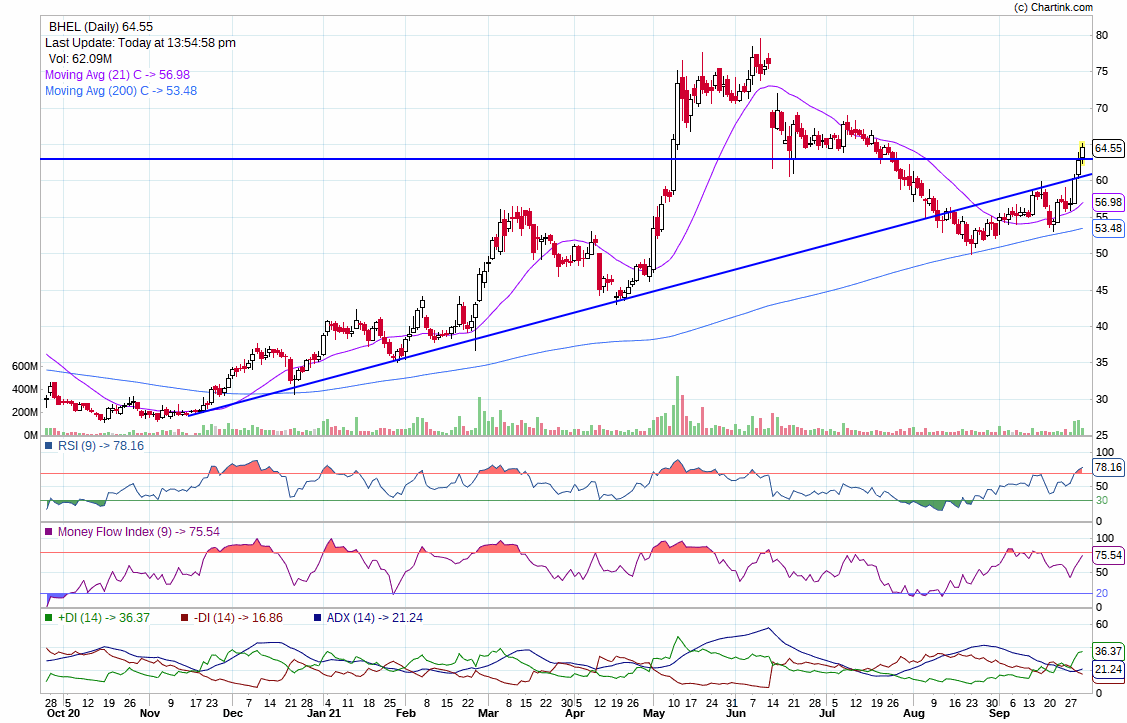 (c) Chartink.com
BHEL (Daily) 64.55
Last Update: Today at 13:54:58 pm
Vol: 62.09M
Moving Avg (21) C -> 56.98
Moving Avg (200) C -> 53.48
80
75
70
64.55
60
56.98
55
53.48
50
45
40
35
30
25
600M
400M
200M
0M
RSI (9) -> 78.16
100
78.16
50
30
0
Money Flow Index (9) -> 75.54
100
75.54
50
20
0
+DI (14) -> 36.37 -DI (14) -> 16.86 ADX (14) -> 21.24
60
36.37
21.24
0
28 5 12 19 26 2 9 17 23 1 7 14 21 30 6 11 18 25 2 8 15 22 1 8 15 22 30 7 12 19 26 3 10 17 24 1 7 14 21 28 5 12 19 26 2 9 16 23 30 6 13 20 27
Oct 20 Nov Dec Jan 21 Feb Mar Apr May Jun Jul Aug Sep